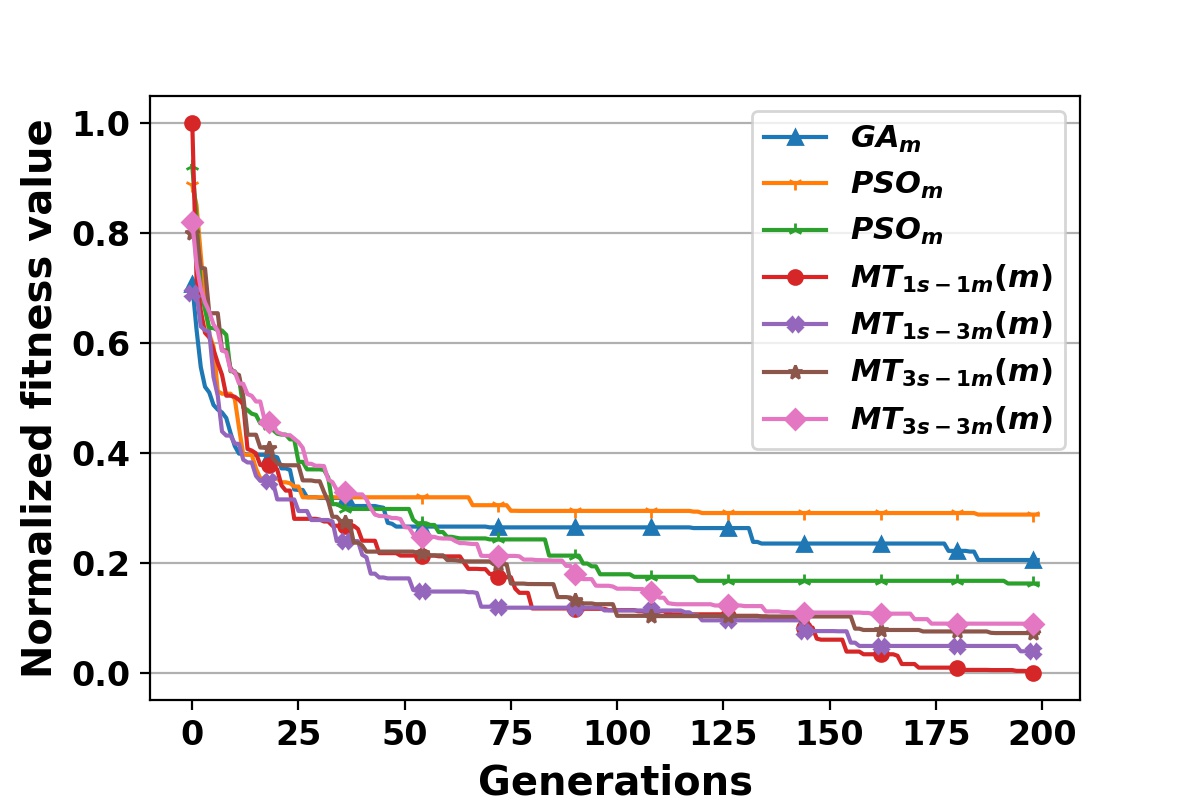 Normalized fitness value
1.0
0.8
0.6
0.4
0.2
0.0
GA_m
PSO_m
PSO_m
MT_{1s-1m}(m)
MT_{1s-3m}(m)
MT_{3s-1m}(m)
MT_{3s-3m}(m)
0 25 50 75 100 125 150 175 200
Generations